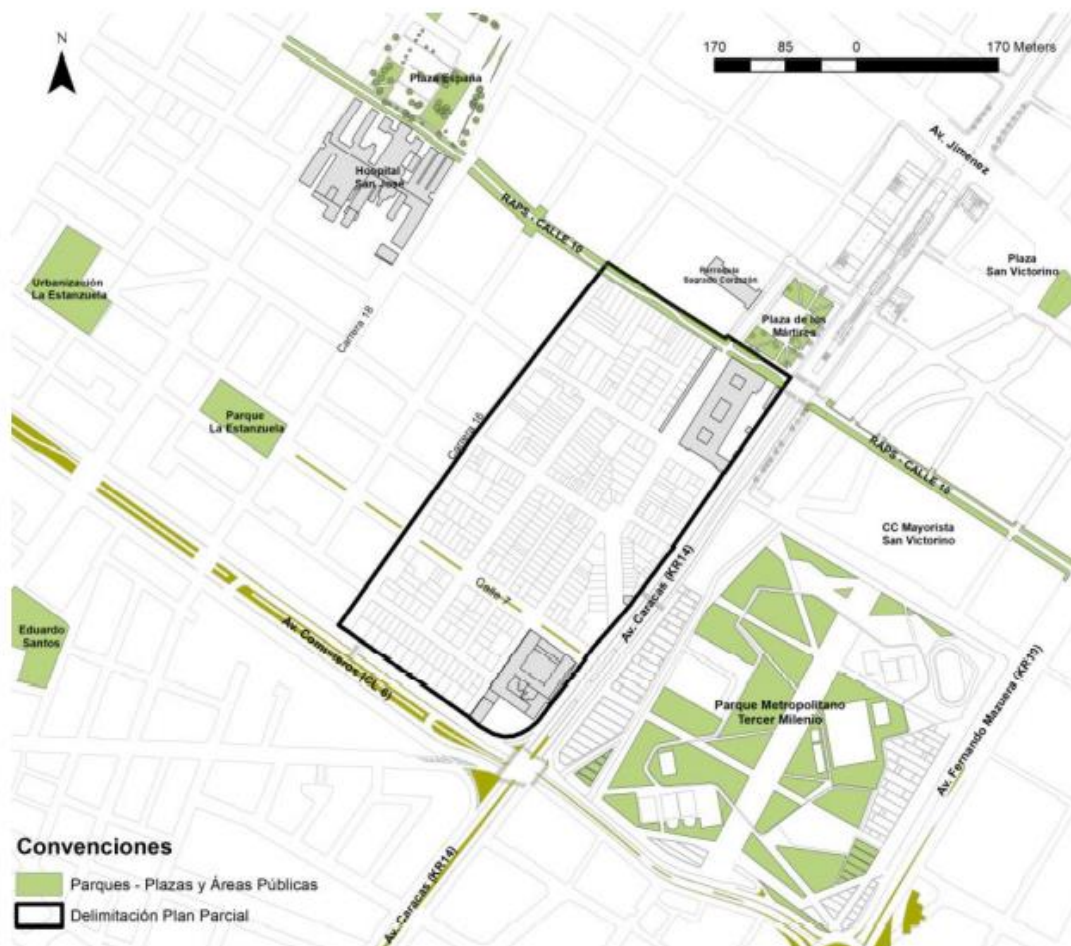 N
170 85 0 170 Meters
Plaza España
Av. Jiménez
Hospital
San José
RAPS - CALLE 10
Plaza
San Victorino
Parroquia
Sagrado Corazón
Urbanización
La Estanzuela
Plaza de los
Mártires
Carrera 18
Parque
La Estanzuela
Carrera 16
RAPS - CALLE 10
CC Mayorista
San Victorino
Calle 7
Av. Caracas (KR14)
Eduardo
Santos
Av. Comuneros (CL 6)
Parque Metropolitano
Tercer Milenio
Av. Fernando Mazuera (KR10)
Convenciones
Parques - Plazas y Áreas Públicas
Delimitación Plan Parcial
Av. Caracas (KR14)